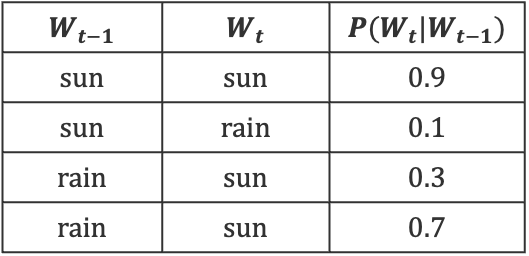 W_{t−1} W_t P(W_t|W_{t−1})
sun sun 0.9
sun rain 0.1
rain sun 0.3
rain sun 0.7